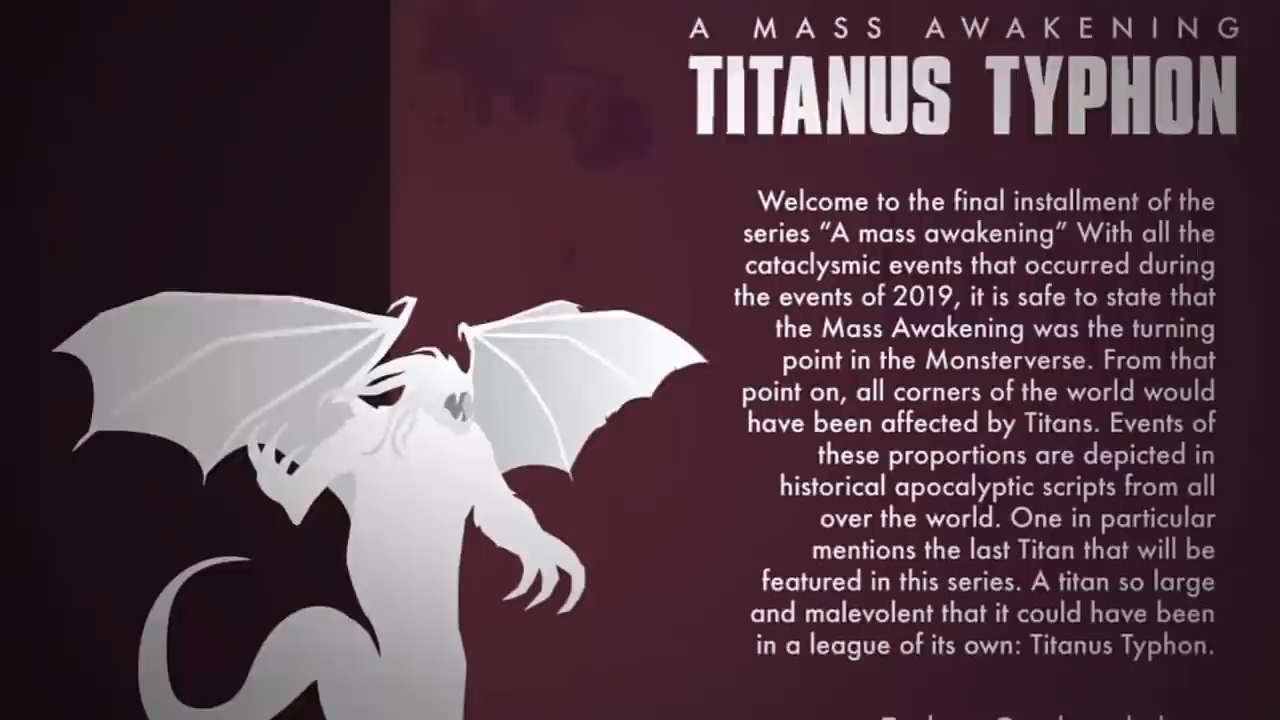 A MASS AWAKENING
TITANUS TYPHON
Welcome to the final installment of the
series “A mass awakening” With all the
cataclysmic events that occurred during
the events of 2019, it is safe to state that
the Mass Awakening was the turning
point in the Monsterverse. From that
point on, all corners of the world would
have been affected by Titans. Events of
these proportions are depicted in
historical apocalyptic scripts from all
over the world. One in particular
mentions the last Titan that will be
featured in this series. A titan so large
and malevolent that it could have been
in a league of its own: Titanus Typhon.